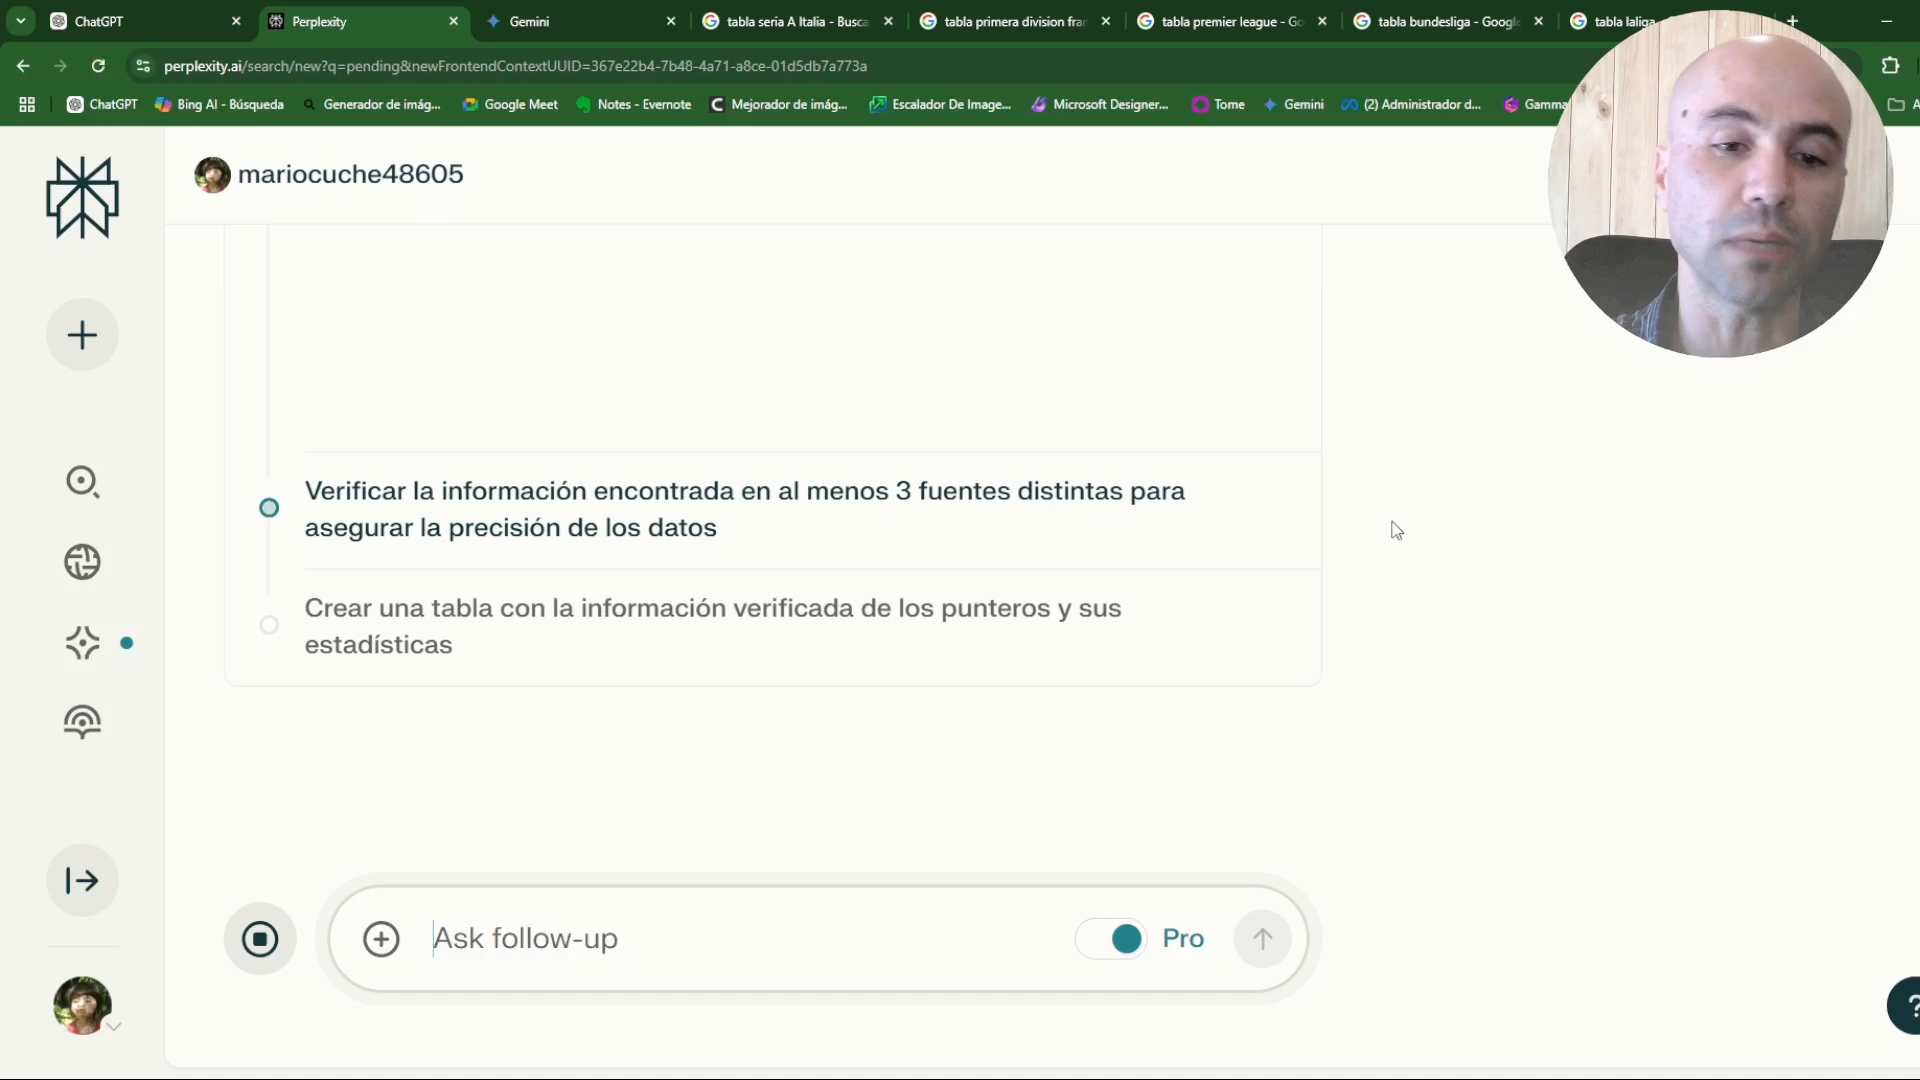 ChatGPT
Perplexity
Gemini
tabla seria A Italia - Busca
tabla primera division fran
tabla premier league - Go
tabla bundesliga - Google
tabla laliga
perplexity.ai/search/new?q=pending&newFrontendContextUUID=367e22b4-7b48-4a71-a8ce-01d5db7a773a
ChatGPT
Bing AI - Búsqueda
Generador de imág...
Google Meet
Notes - Evernote
Mejorador de imág...
Escalador De Image...
Microsoft Designer...
Tome
Gemini
(2) Administrador d...
Gamma
mariocuche48605
Verificar la información encontrada en al menos 3 fuentes distintas para
asegurar la precisión de los datos
Crear una tabla con la información verificada de los punteros y sus
estadísticas
Ask follow-up
Pro
?